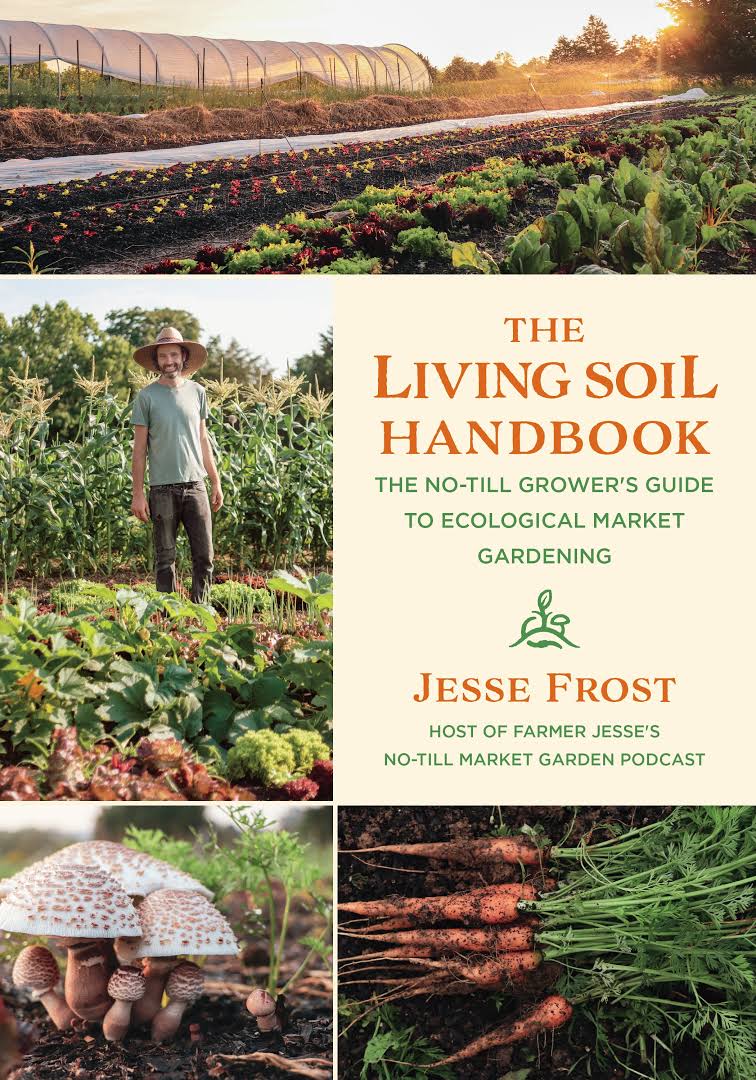 THE
LIVING SOIL
HANDBOOK
THE NO-TILL GROWER'S GUIDE
TO ECOLOGICAL MARKET
GARDENING
JESSE FROST
HOST OF FARMER JESSE'S
NO-TILL MARKET GARDEN PODCAST